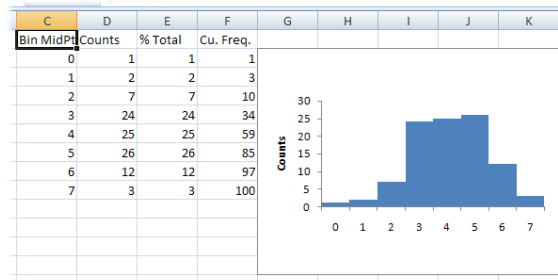 C D E F G H I J K
Bin MidPt Counts % Total Cu. Freq.
0 1 1 1
1 2 2 3
2 7 7 10
3 24 24 34
4 25 25 59
5 26 26 85
6 12 12 97
7 3 3 100
30
25
20
15
10
5
0
Counts
0 1 2 3 4 5 6 7